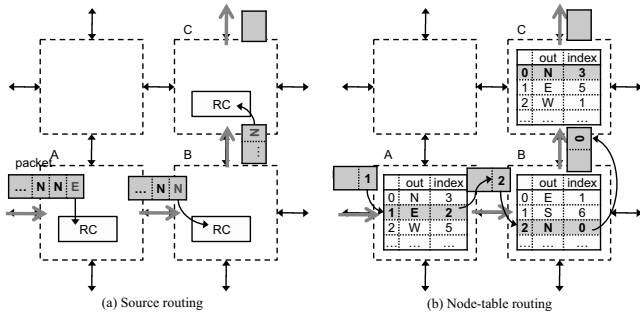 C
C
out index
0 N 3
1 E 5
2 W 1
... ... ...
RC
N ...
0
packet
A
B
A
B
... N N E
... N N
1
out index
0 N 3
1 E 2
2 W 5
... ... ...
2
out index
0 E 1
1 S 6
2 N 0
... ... ...
RC
RC
(a) Source routing
(b) Node-table routing